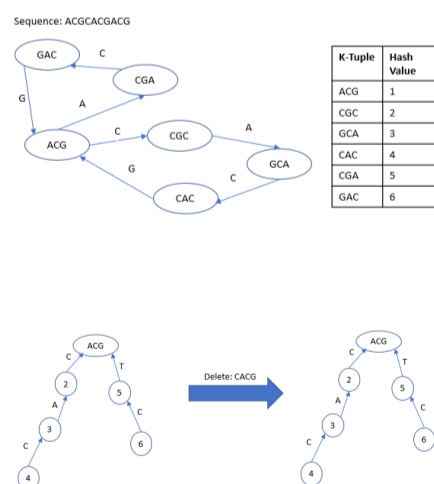 Sequence: ACGCACGACG
GAC
C
CGA
G
A
ACG
C
CGC
A
GCA
G
C
CAC
K-Tuple Hash Value
ACG 1
CGC 2
GCA 3
CAC 4
CGA 5
GAC 6
ACG
C
T
2
5
A
C
3
6
C
4
Delete: CACG
ACG
C
T
2
5
A
C
3
6
C
4